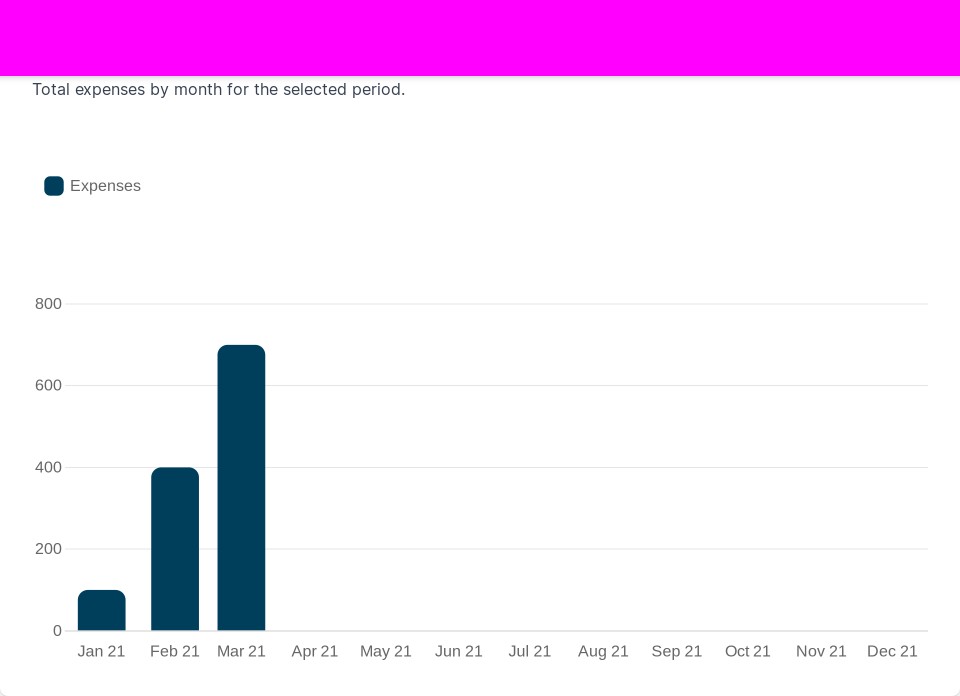 Total expenses by month for the selected period.
Expenses
800
600
400
200
0
Jan 21 Feb 21 Mar 21 Apr 21 May 21 Jun 21 Jul 21 Aug 21 Sep 21 Oct 21 Nov 21 Dec 21